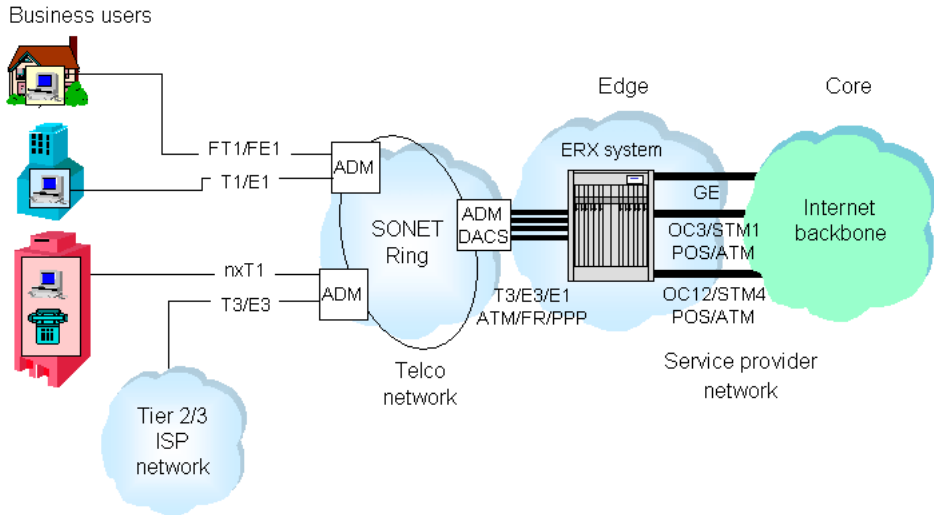 Business users
Edge
Core
FT1/FE1
T1/E1
ADM
ERX system
GE
SONET
Ring
ADM
DACS
Internet
backbone
OC3/STM1
POS/ATM
nxT1
T3/E3
ADM
T3/E3/E1
ATM/FR/PPP
OC12/STM4
POS/ATM
Telco
network
Service provider
network
Tier 2/3
ISP
network